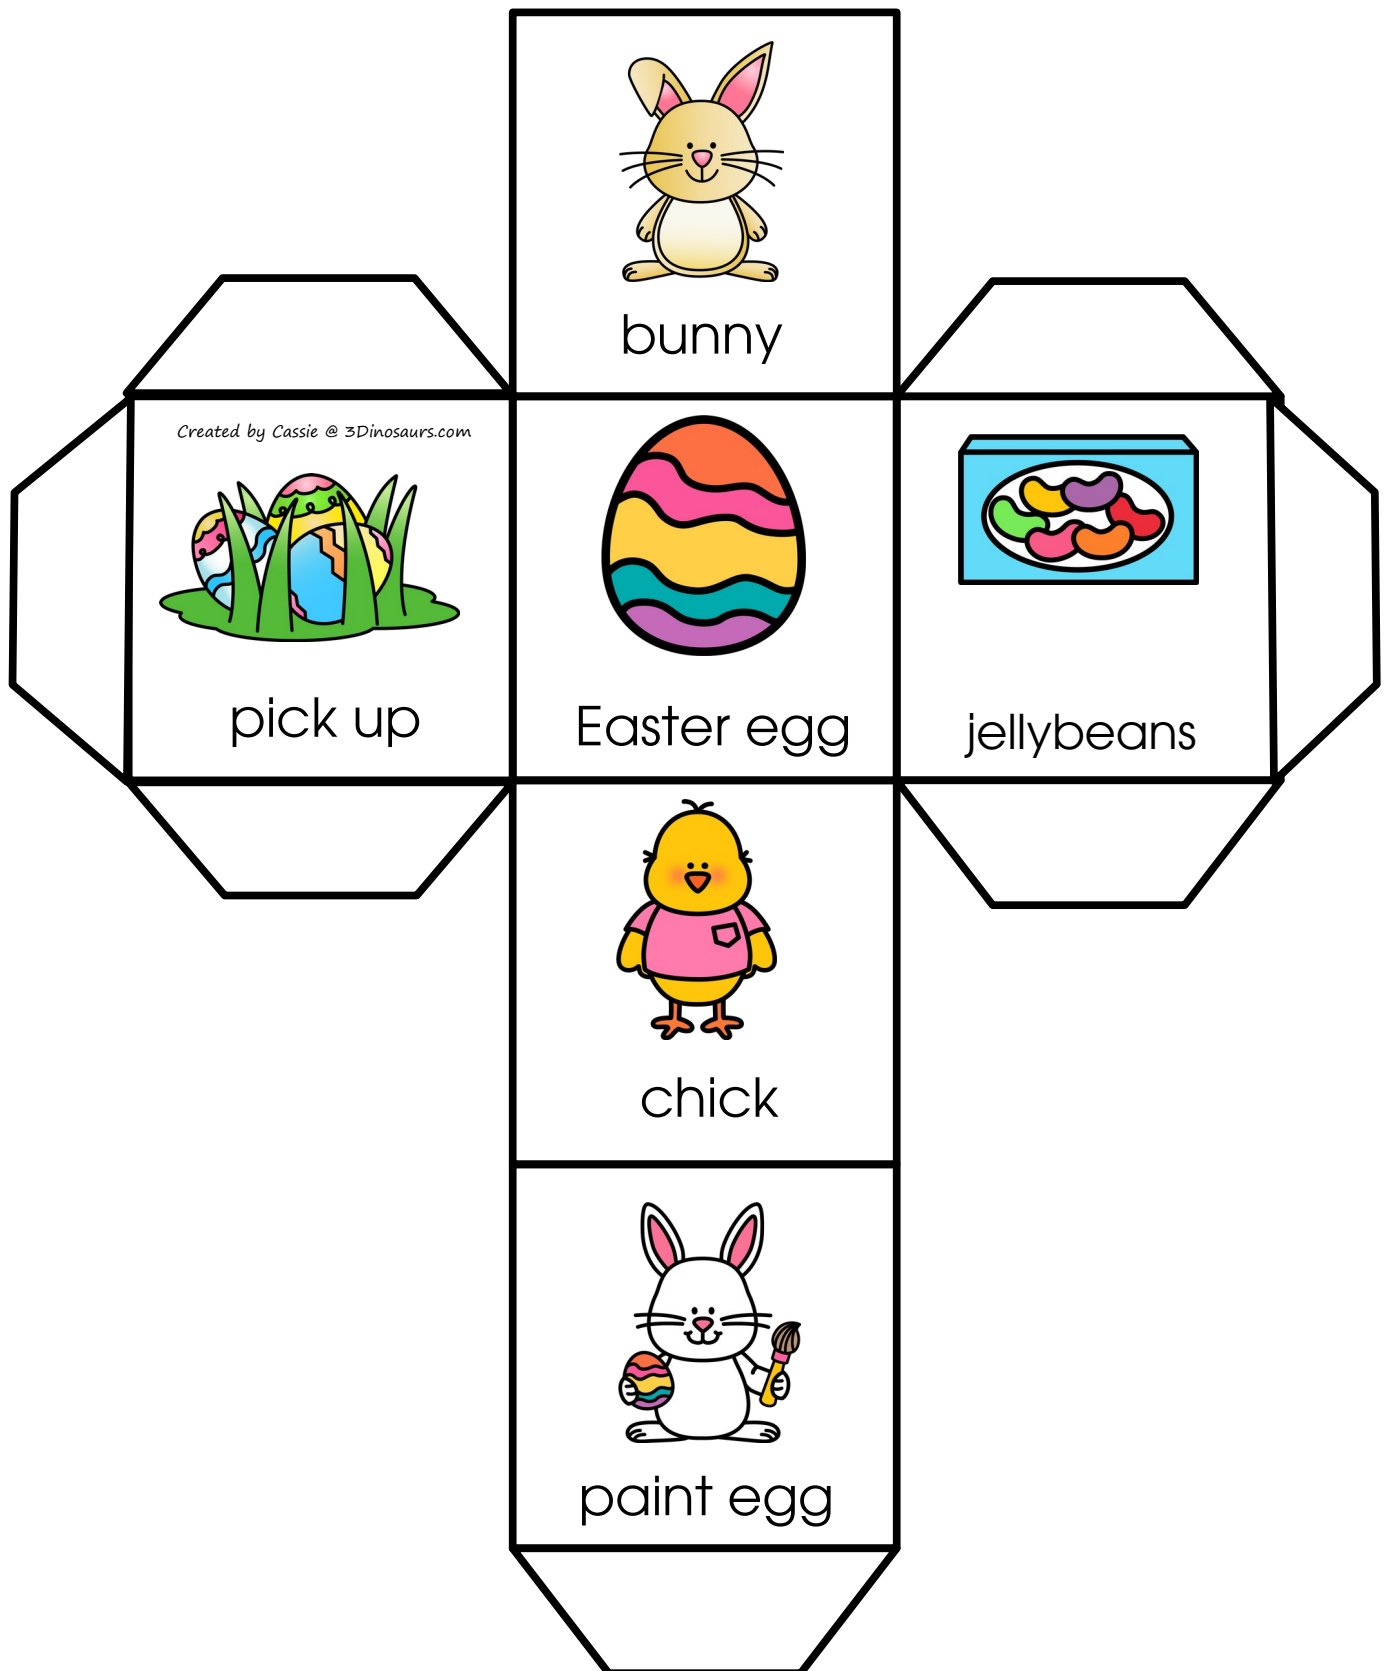 bunny
Created by Cassie @ 3Dinosaurs.com
pick up
Easter egg
jellybeans
chick
paint egg